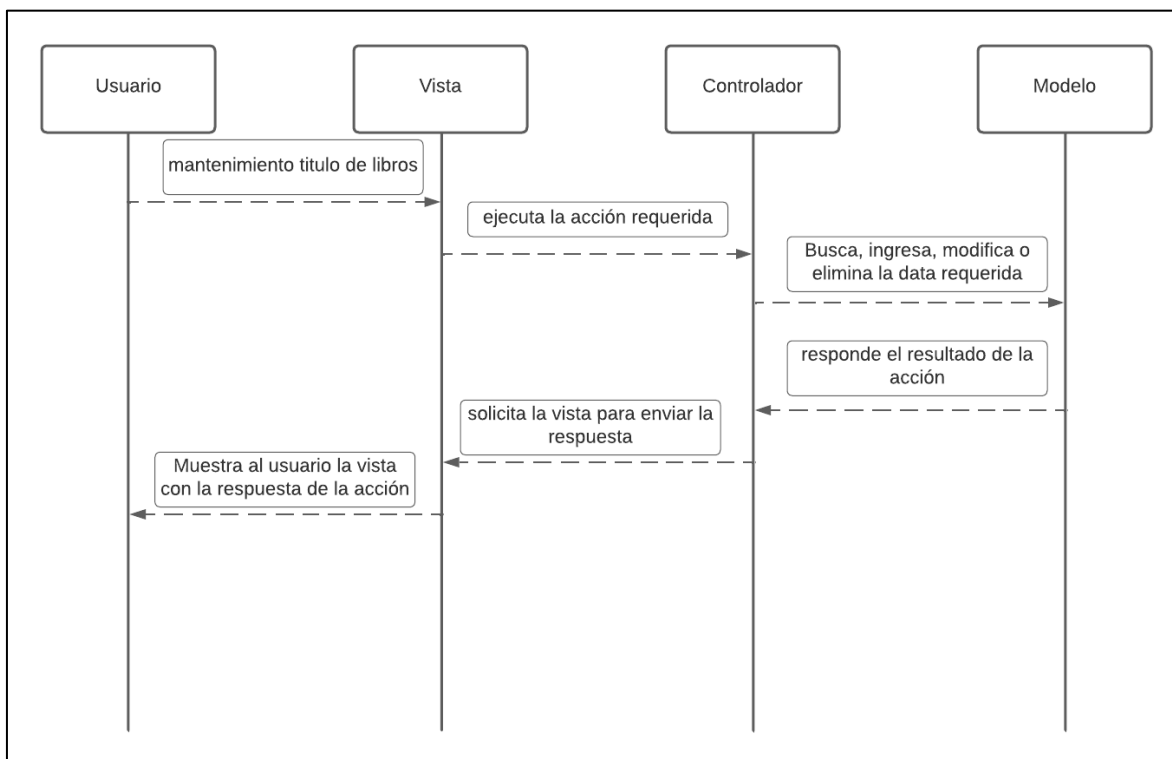 Usuario
Vista
Controlador
Modelo
mantenimiento titulo de libros
ejecuta la acción requerida
Busca, ingresa, modifica o
elimina la data requerida
responde el resultado de la
acción
solicita la vista para enviar la
respuesta
Muestra al usuario la vista
con la respuesta de la acción